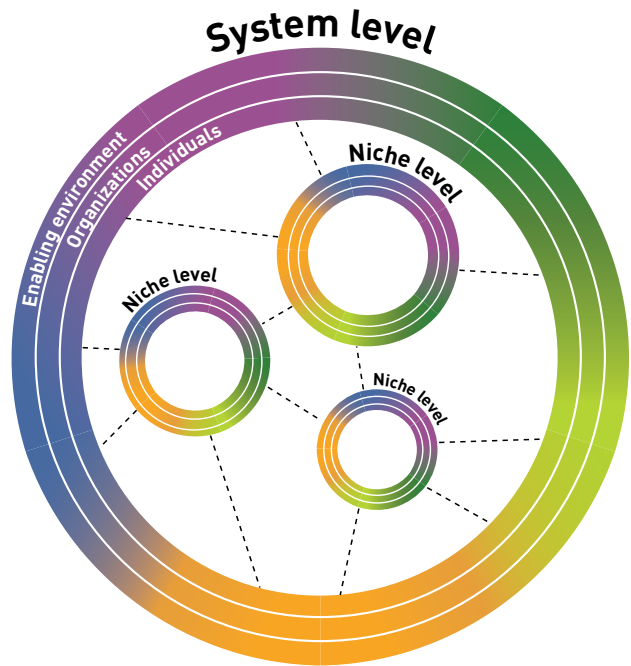 System level
Enabling environment
Organizations
Individuals
Niche level
Niche level
Niche level